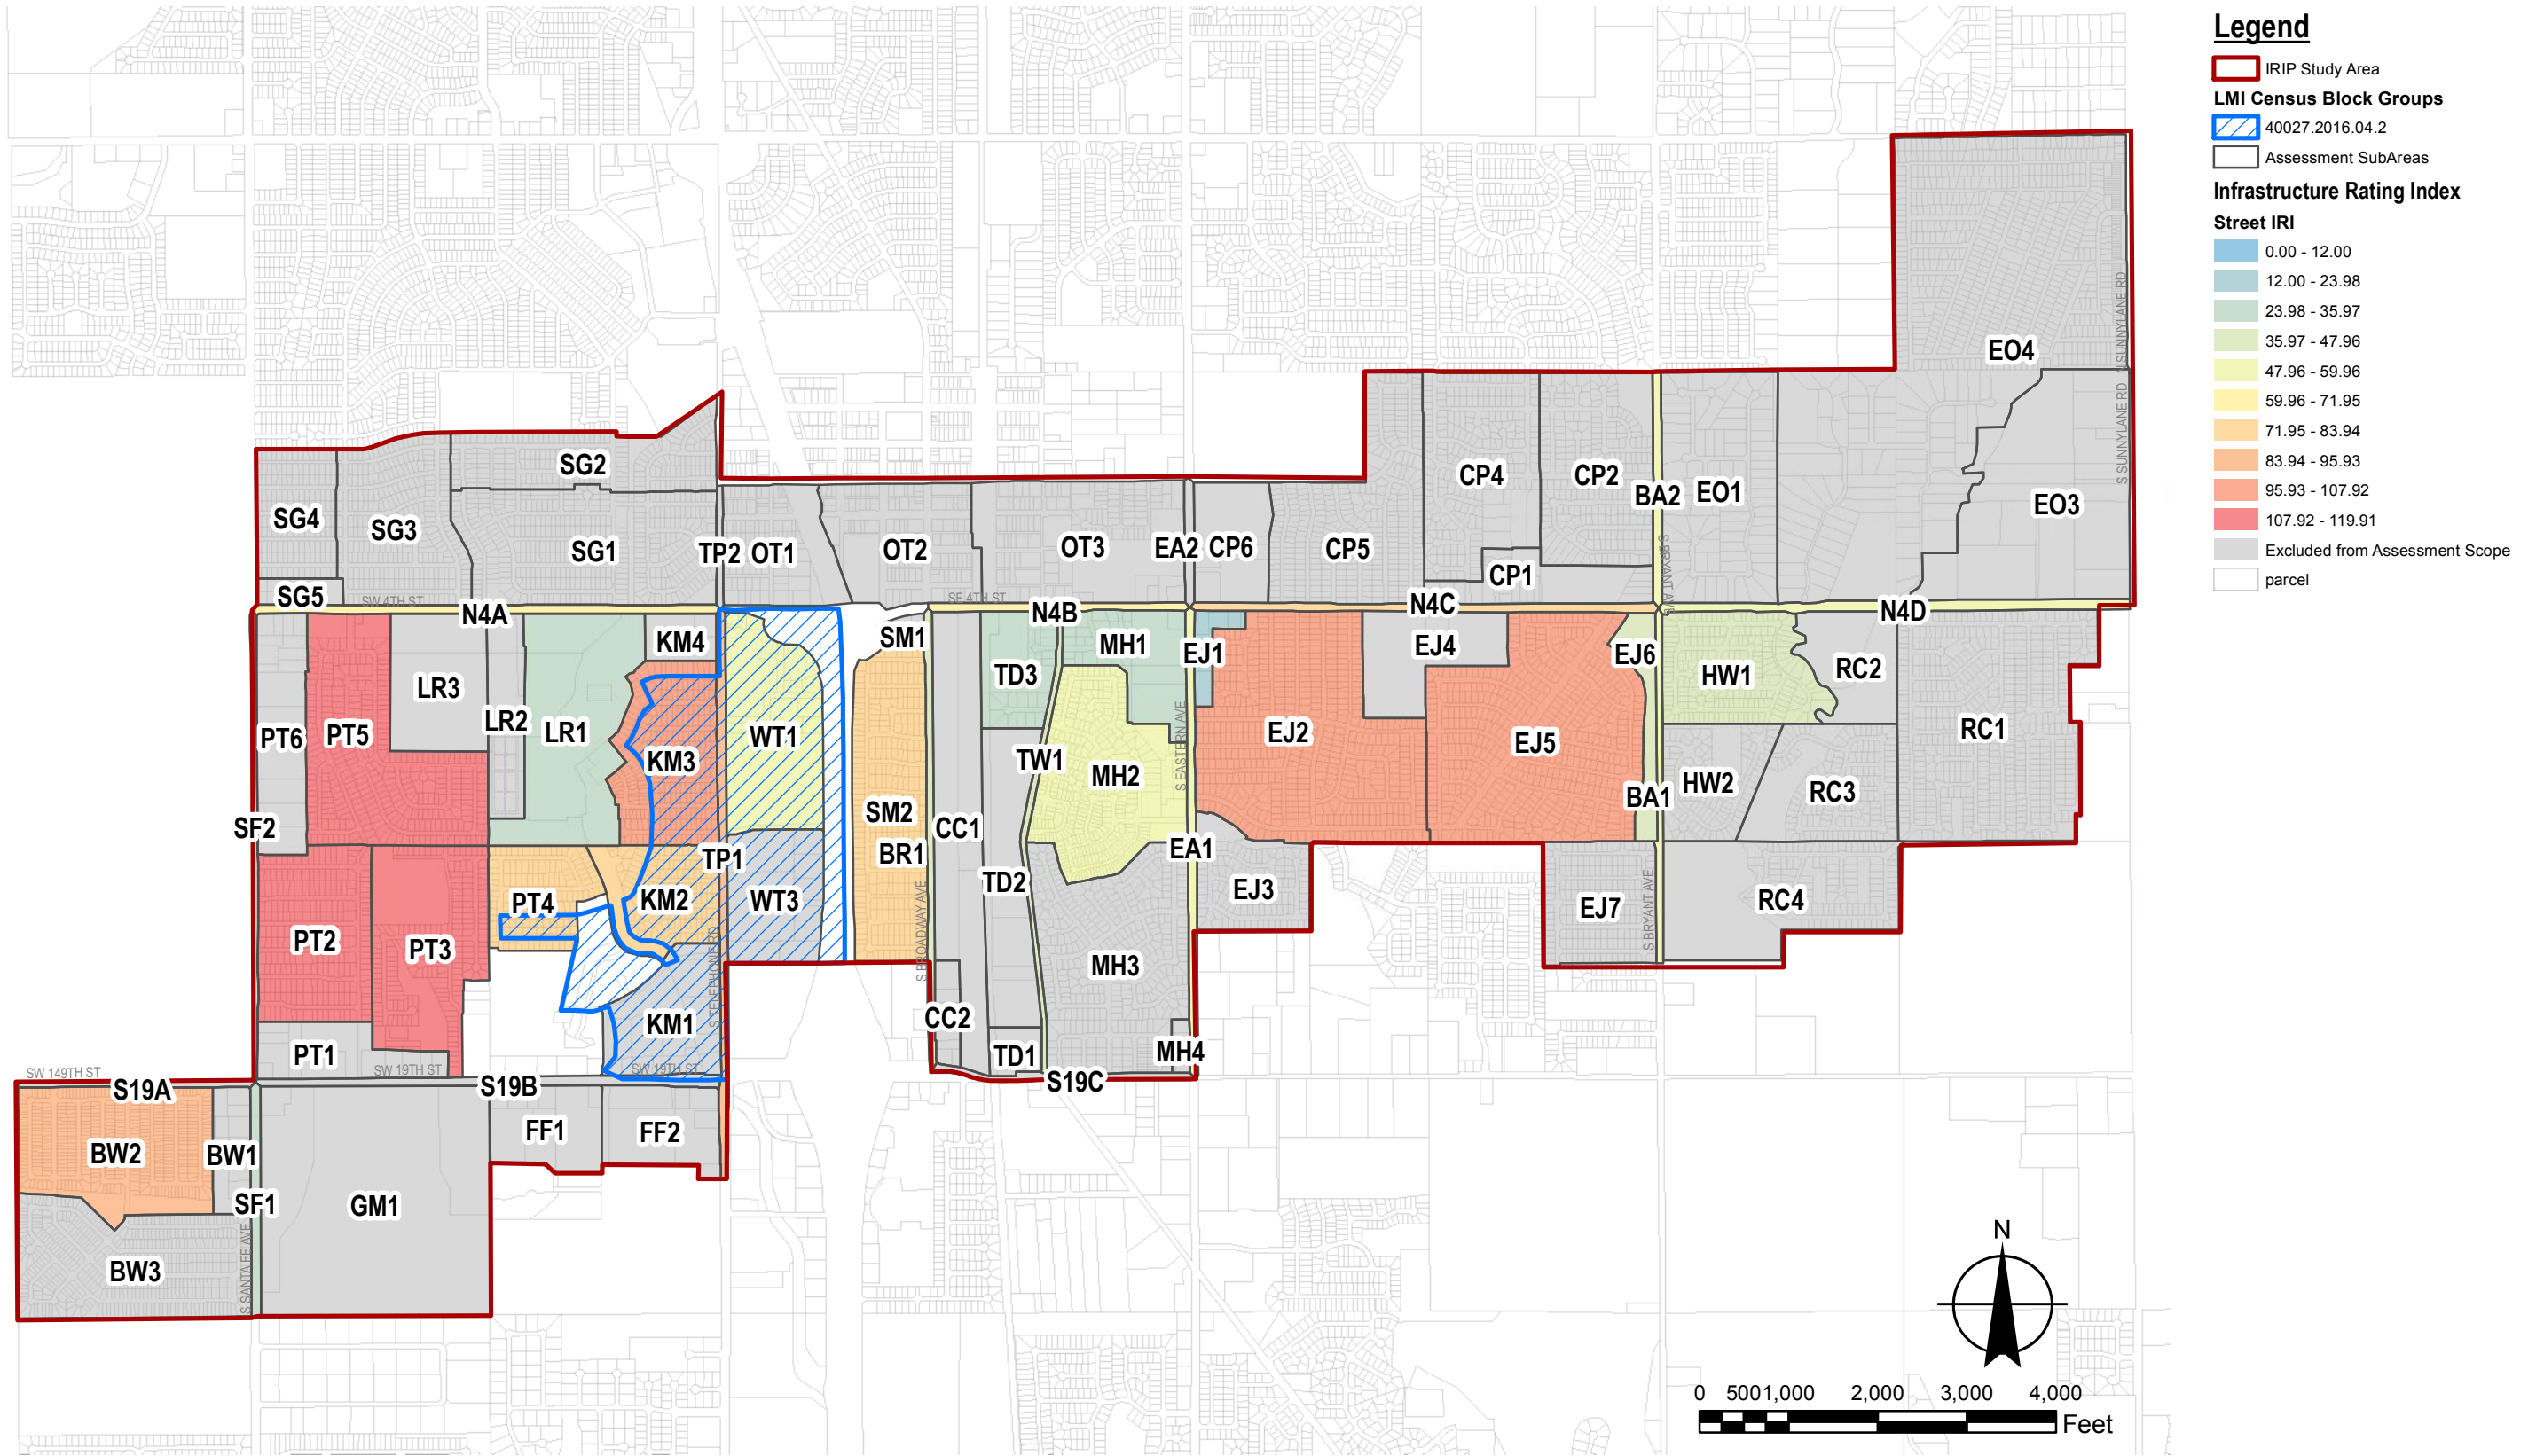 Legend
IRIP Study Area
LMI Census Block Groups
40027.2016.04.2
Assessment SubAreas
Infrastructure Rating Index
Street IRI
0.00 - 12.00
12.00 - 23.98
23.98 - 35.97
35.97 - 47.96
47.96 - 59.96
59.96 - 71.95
71.95 - 83.94
83.94 - 95.93
95.93 - 107.92
107.92 - 119.91
Excluded from Assessment Scope
parcel
N SUNNYLANE RD
S SUNNYLANE RD
EO4
SG2
CP4
CP2
BA2
EO1
EO3
SG4
SG3
SG1
TP2
OT1
OT2
OT3
EA2
CP6
CP5
CP1
S BRYANT AVE
SG5
SW 4TH ST
N4A
SE 4TH ST
N4B
N4C
N4D
KM4
SM1
MH1
EJ1
EJ4
EJ6
TD3
HW1
RC2
LR3
LR2
LR1
PT6
PT5
KM3
WT1
TW1
MH2
S EASTERN AVE
EJ2
EJ5
RC1
HW2
RC3
BA1
SF2
SM2
CC1
BR1
TP1
EA1
TD2
EJ3
PT4
KM2
WT3
EJ7
RC4
S BRYANT AVE
PT2
PT3
S BROADWAY AVE
MH3
S TELEPHONE RD
KM1
CC2
PT1
TD1
MH4
SW 149TH ST
SW 19TH ST
SW 19TH ST
S19A
S19B
S19C
BW2
BW1
FF1
FF2
SF1
GM1
S SANTA FE AVE
BW3
N
0 500 1,000 2,000 3,000 4,000
Feet